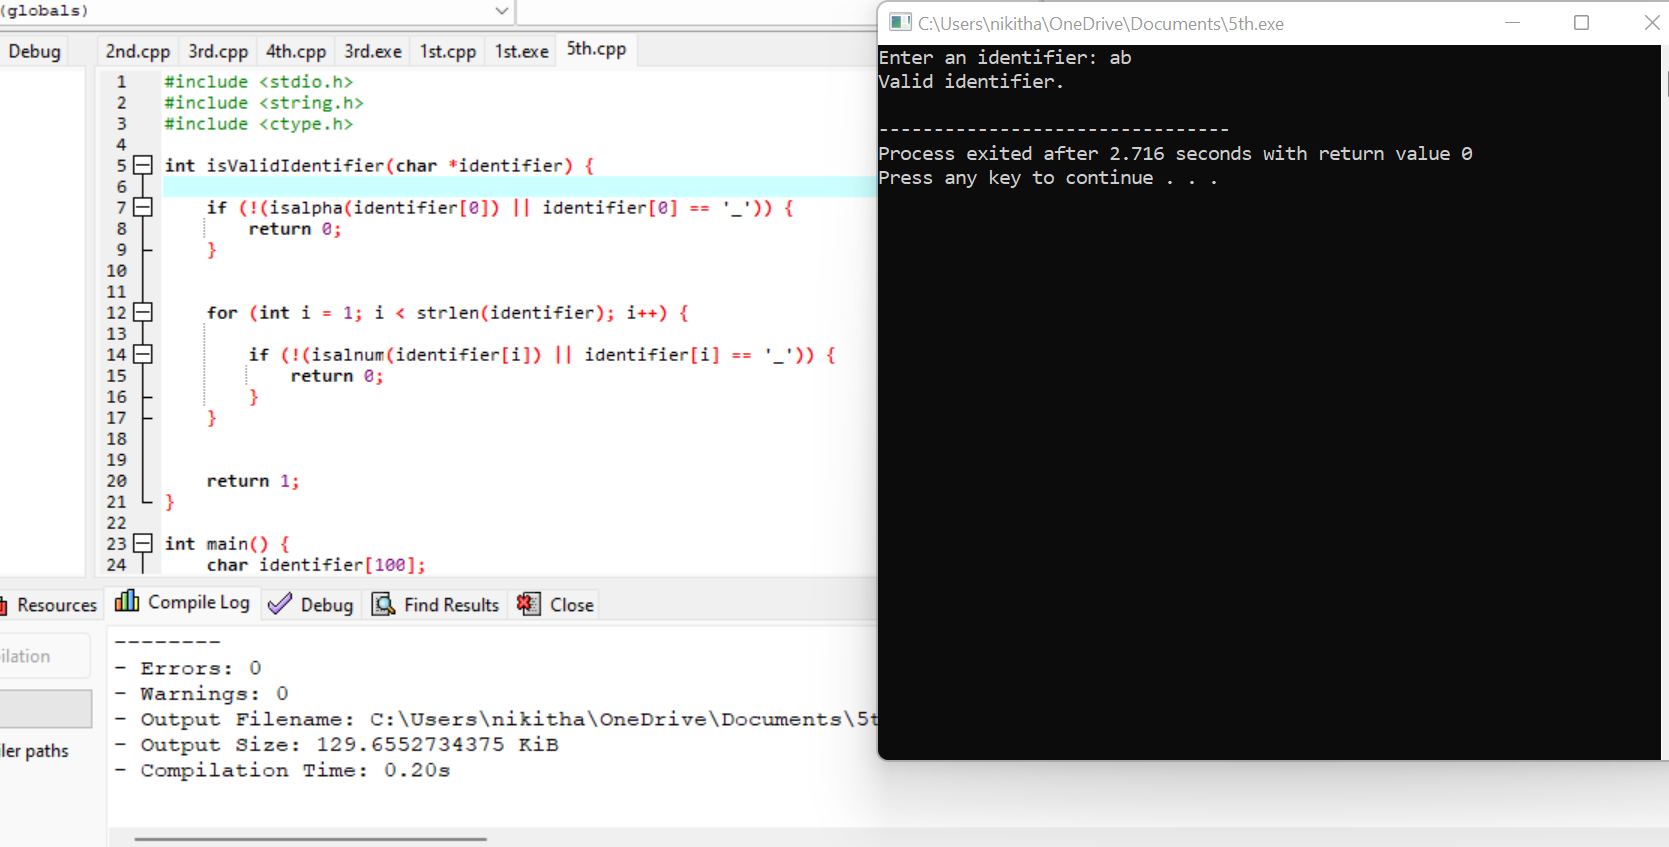 (globals)
Debug
2nd.cpp 3rd.cpp 4th.cpp 3rd.exe 1st.cpp 1st.exe 5th.cpp
1 #include <stdio.h>
2 #include <string.h>
3 #include <ctype.h>
4
5 int isValidIdentifier(char *identifier) {
6
7 if (!(isalpha(identifier[0]) || identifier[0] == '_')) {
8 return 0;
9 }
10
11
12 for (int i = 1; i < strlen(identifier); i++) {
13
14 if (!(isalnum(identifier[i]) || identifier[i] == '_')) {
15 return 0;
16 }
17 }
18
19
20 return 1;
21 }
22
23 int main() {
24 char identifier[100];
Resources Compile Log Debug Find Results Close
ilation
ler paths
--------
- Errors: 0
- Warnings: 0
- Output Filename: C:\Users\nikitha\OneDrive\Documents\5t
- Output Size: 129.6552734375 KiB
- Compilation Time: 0.20s
C:\Users\nikitha\OneDrive\Documents\5th.exe
Enter an identifier: ab
Valid identifier.
--------------------------------
Process exited after 2.716 seconds with return value 0
Press any key to continue . . .